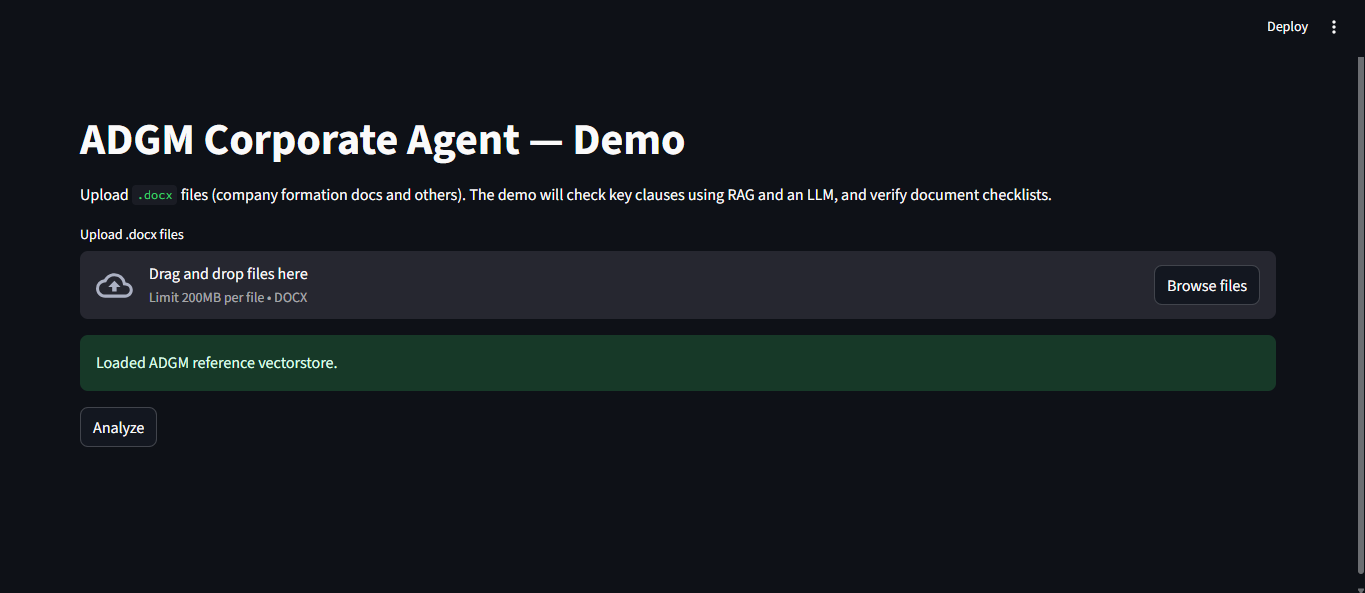 Deploy
ADGM Corporate Agent — Demo
Upload .docx files (company formation docs and others). The demo will check key clauses using RAG and an LLM, and verify document checklists.
Upload .docx files
Drag and drop files here
Limit 200MB per file • DOCX
Browse files
Loaded ADGM reference vectorstore.
Analyze